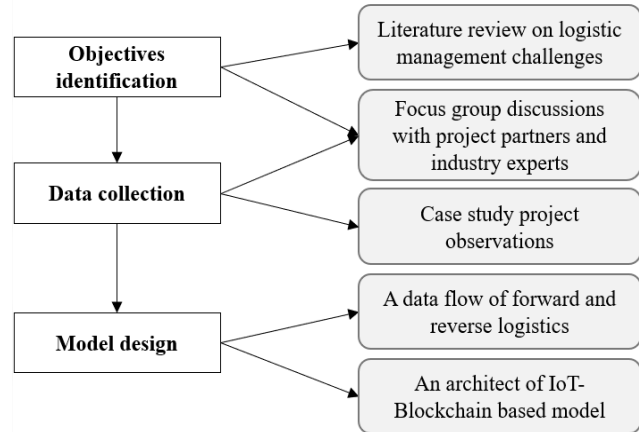 Objectives
identification
Literature review on logistic
management challenges
Focus group discussions
with project partners and
industry experts
Data collection
Case study project
observations
A data flow of forward and
reverse logistics
Model design
An architect of IoT-
Blockchain based model